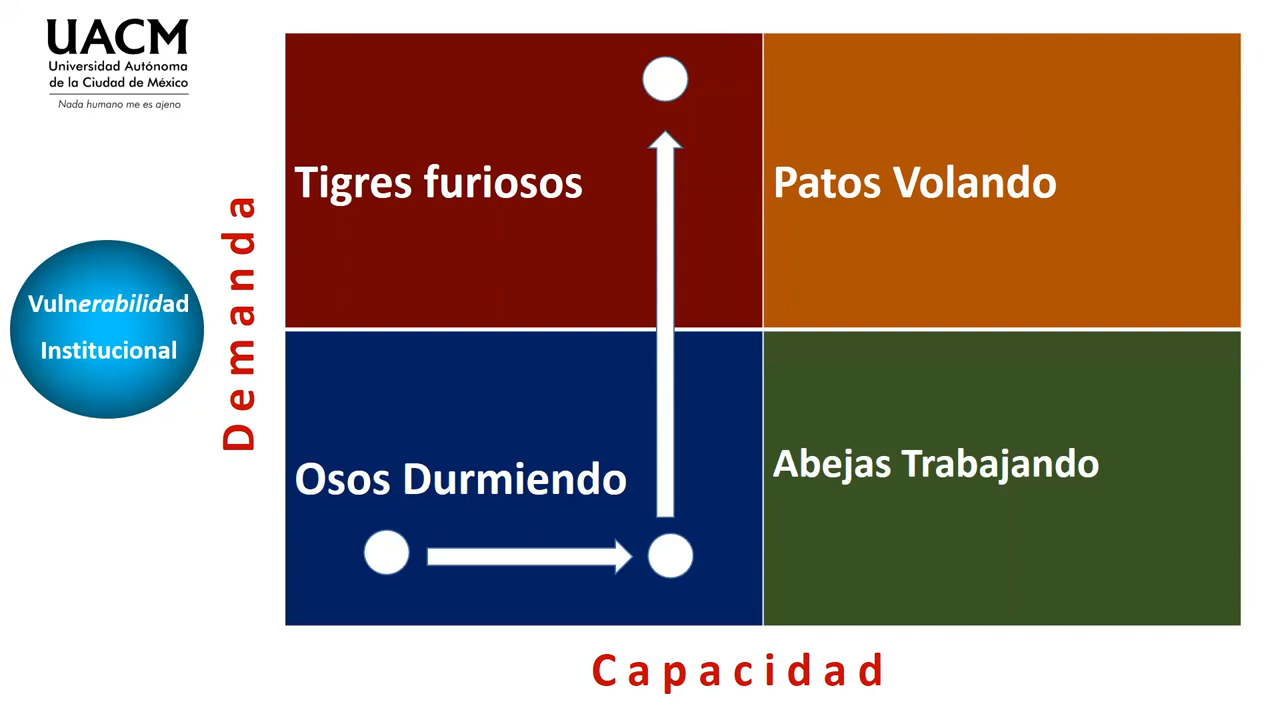 UACM
Universidad Autónoma
de la Ciudad de México
Nada humano me es ajeno
Vulnerabilidad
Institucional
Demanda
Tigres furiosos
Patos Volando
Osos Durmiendo
Abejas Trabajando
Capacidad